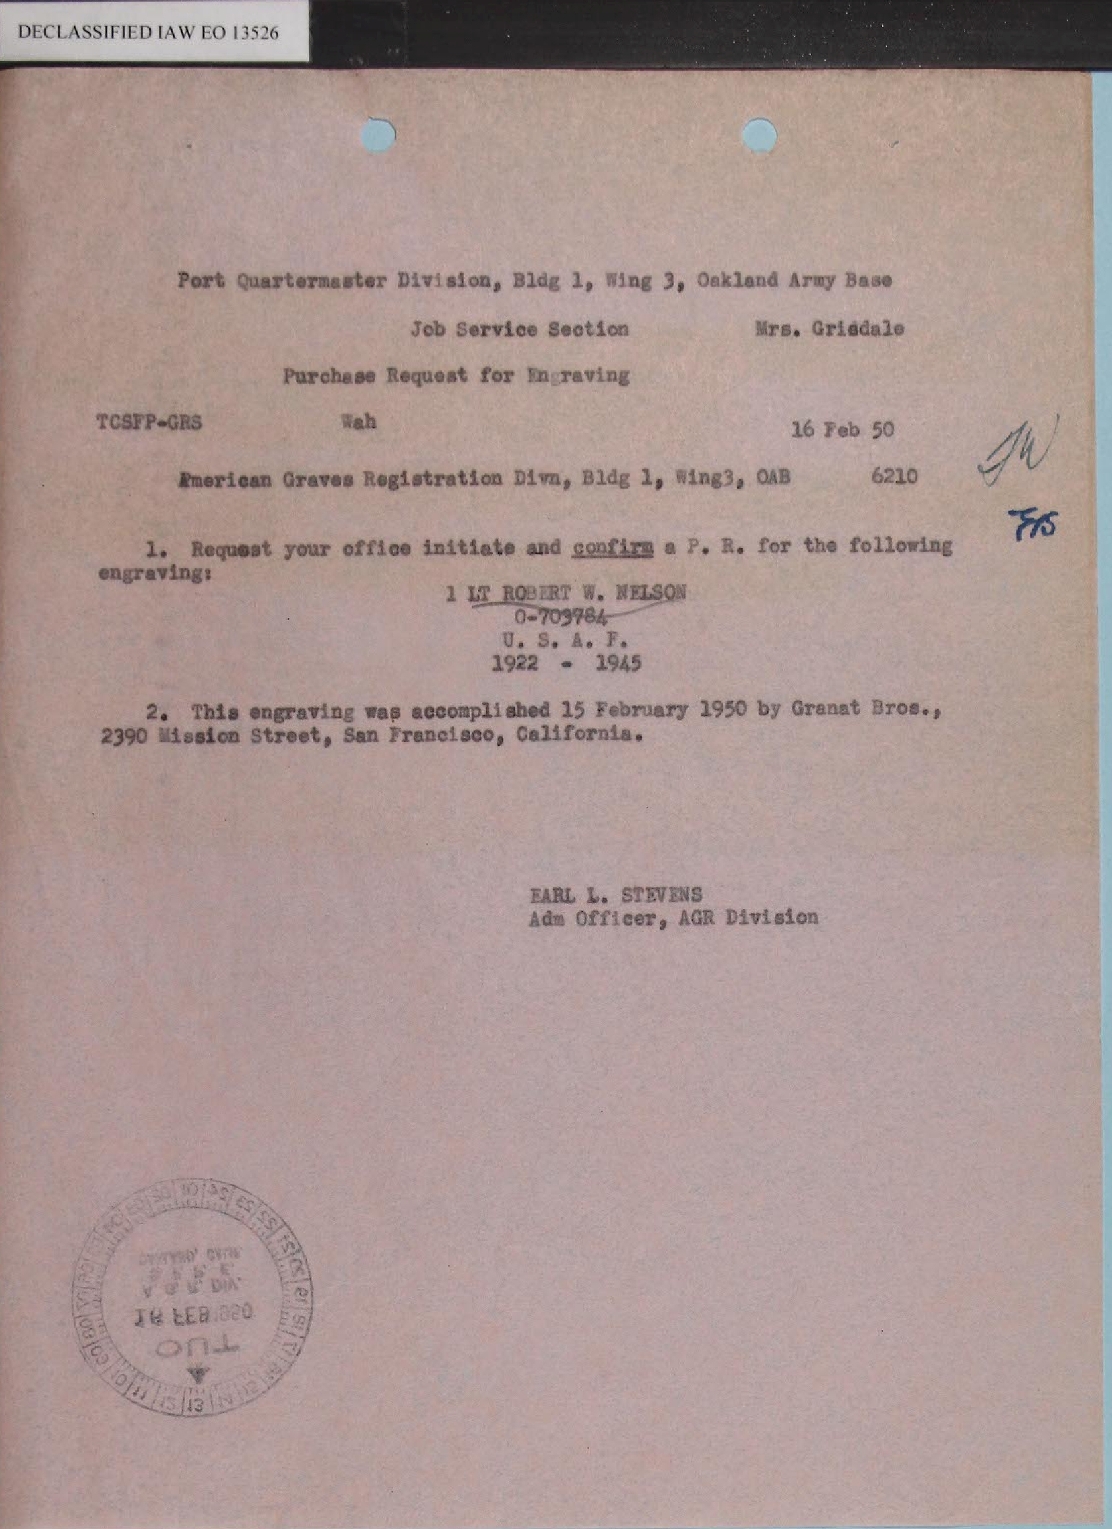 DECLASSIFIED IAW EO 13526
Port Quartermaster Division, Bldg 1, Wing 3, Oakland Army Base
Job Service Section Mrs. Grisdale
Purchase Request for Engraving
TCSFP-GRS Wah
16 Feb 50
American Graves Registration Divn, Bldg 1, Wing3, OAB 6210
1. Request your office initiate and confirm a P. R. for the following
engraving:
1 LT ROBERT W. NELSON
O-709784
U. S. A. F.
1922 - 1945
2. This engraving was accomplished 15 February 1950 by Granat Bros.,
2390 Mission Street, San Francisco, California.
EARL L. STEVENS
Adm Officer, AGR Division
OUT